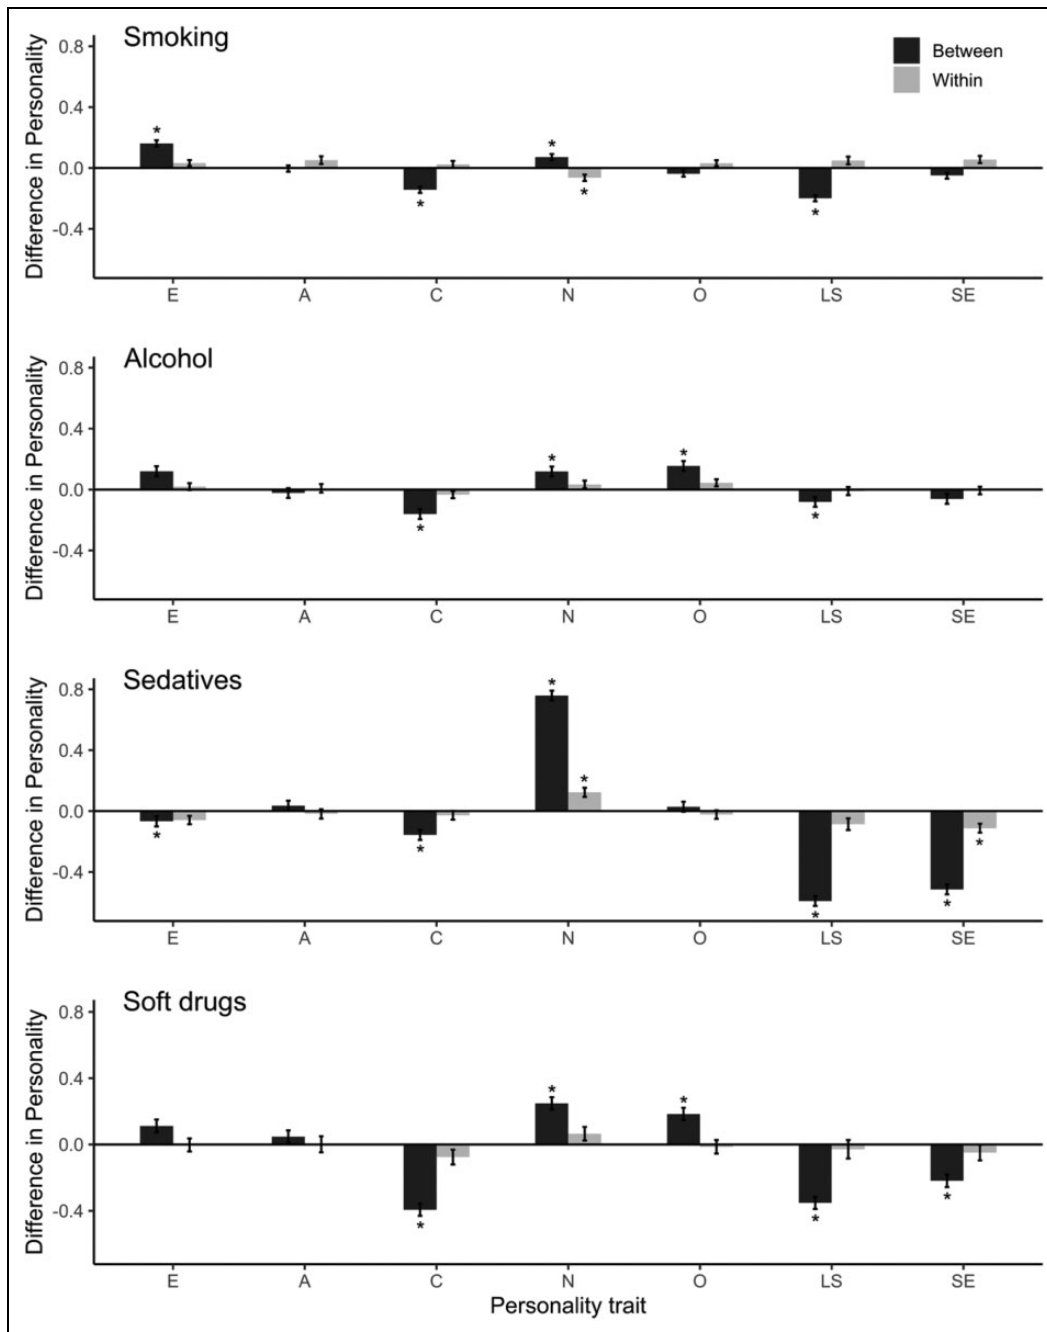 Smoking
Between
Within
Difference in Personality
0.8
0.4
0.0
-0.4
*
*
*
*
*
E A C N O LS SE
Alcohol
Difference in Personality
0.8
0.4
0.0
-0.4
*
*
*
*
E A C N O LS SE
Sedatives
Difference in Personality
0.8
0.4
0.0
-0.4
*
*
*
*
*
*
*
E A C N O LS SE
Soft drugs
Difference in Personality
0.8
0.4
0.0
-0.4
*
*
*
*
*
E A C N O LS SE
Personality trait